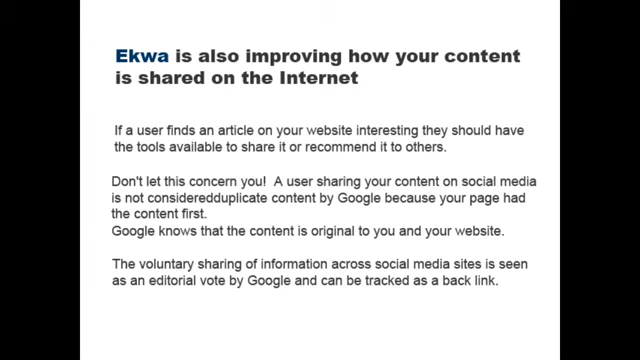 Ekwa is also improving how your content
is shared on the Internet
If a user finds an article on your website interesting they should have
the tools available to share it or recommend it to others.
Don't let this concern you! A user sharing your content on social media
is not consideredduplicate content by Google because your page had
the content first.
Google knows that the content is original to you and your website.
The voluntary sharing of information across social media sites is seen
as an editorial vote by Google and can be tracked as a back link.